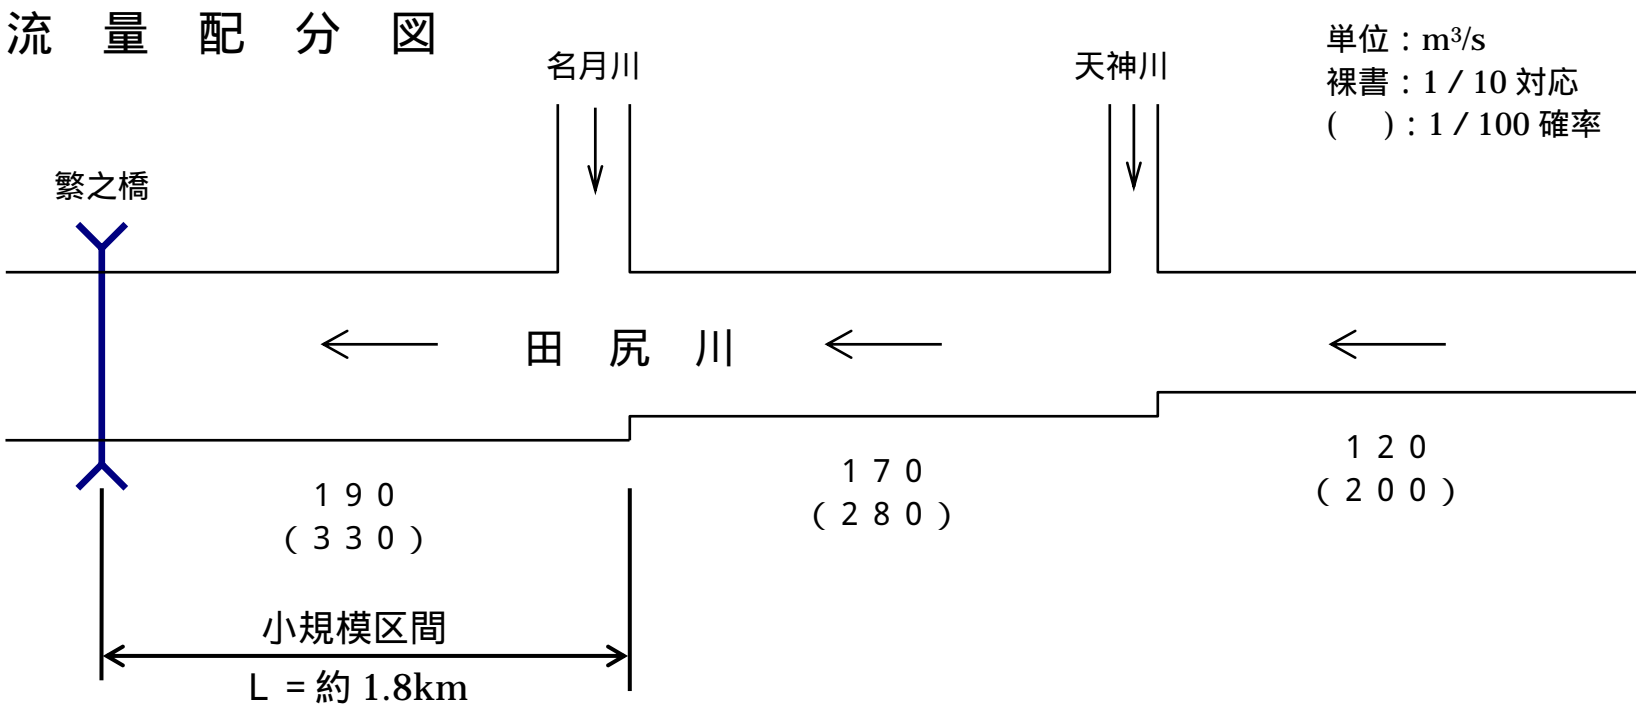 流量配分図
単位：m³/s
裸書：1／10 対応
(　)：1／100 確率
名月川
天神川
繁之橋
田尻川
190
(330)
170
(280)
120
(200)
小規模区間
L =約 1.8km